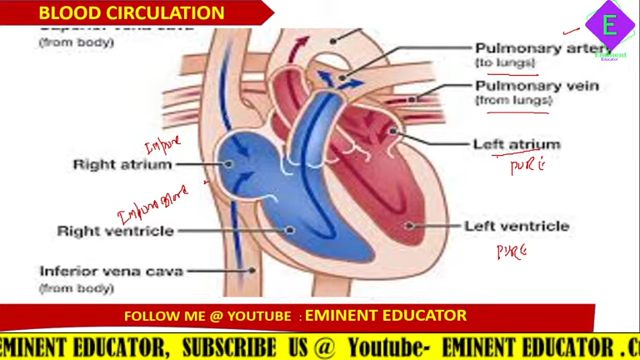 BLOOD CIRCULATION
E
Eminent
Educator
(from body)
Pulmonary artery
(to lungs)
Pulmonary vein
(from lungs)
Impure
Right atrium
Left atrium
PURE
Impure Blood
Right ventricle
Left ventricle
PURE
Inferior vena cava
(from body)
FOLLOW ME @ YOUTUBE : EMINENT EDUCATOR
EMINENT EDUCATOR, SUBSCRIBE US @ Youtube- EMINENT EDUCATOR .